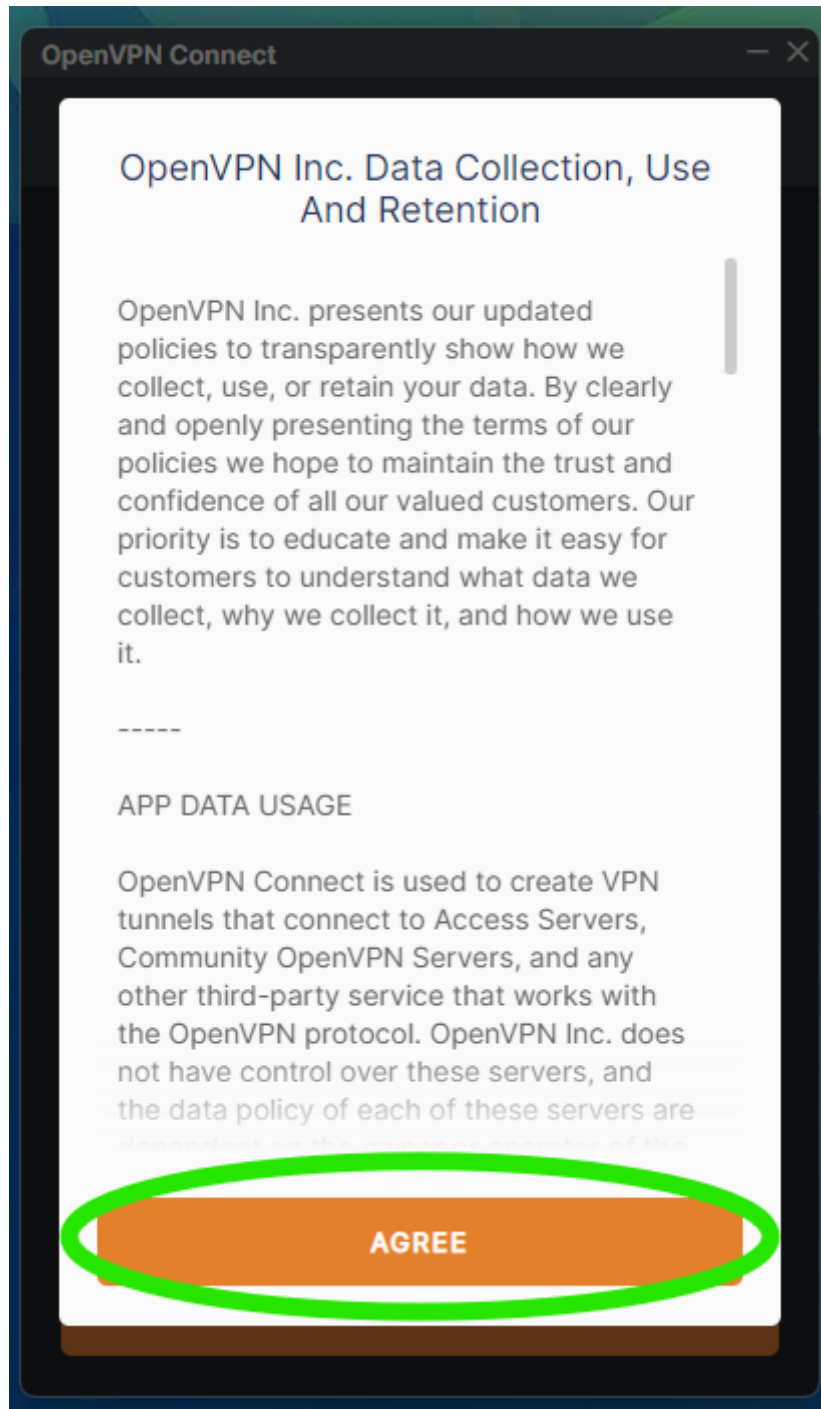 OpenVPN Connect
OpenVPN Inc. Data Collection, Use
And Retention
OpenVPN Inc. presents our updated
policies to transparently show how we
collect, use, or retain your data. By clearly
and openly presenting the terms of our
policies we hope to maintain the trust and
confidence of all our valued customers. Our
priority is to educate and make it easy for
customers to understand what data we
collect, why we collect it, and how we use
it.
-----
APP DATA USAGE
OpenVPN Connect is used to create VPN
tunnels that connect to Access Servers,
Community OpenVPN Servers, and any
other third-party service that works with
the OpenVPN protocol. OpenVPN Inc. does
not have control over these servers, and
the data policy of each of these servers are
AGREE